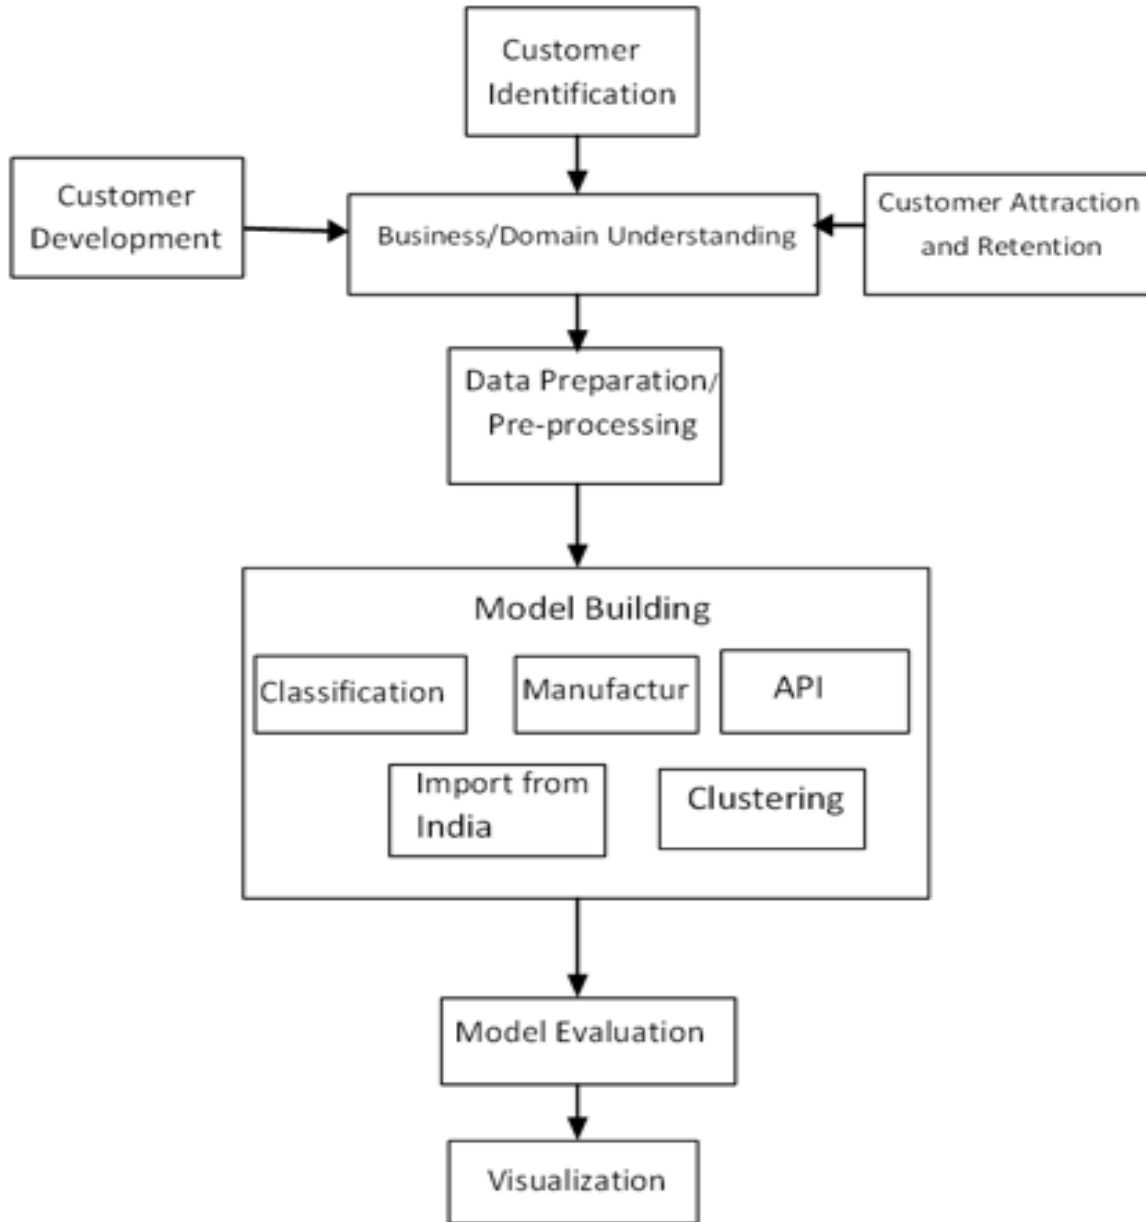 Customer
Identification
Customer
Development
Business/Domain Understanding
Customer Attraction
and Retention
Data Preparation/
Pre-processing
Model Building
Classification
Manufactur
API
Import from
India
Clustering
Model Evaluation
Visualization